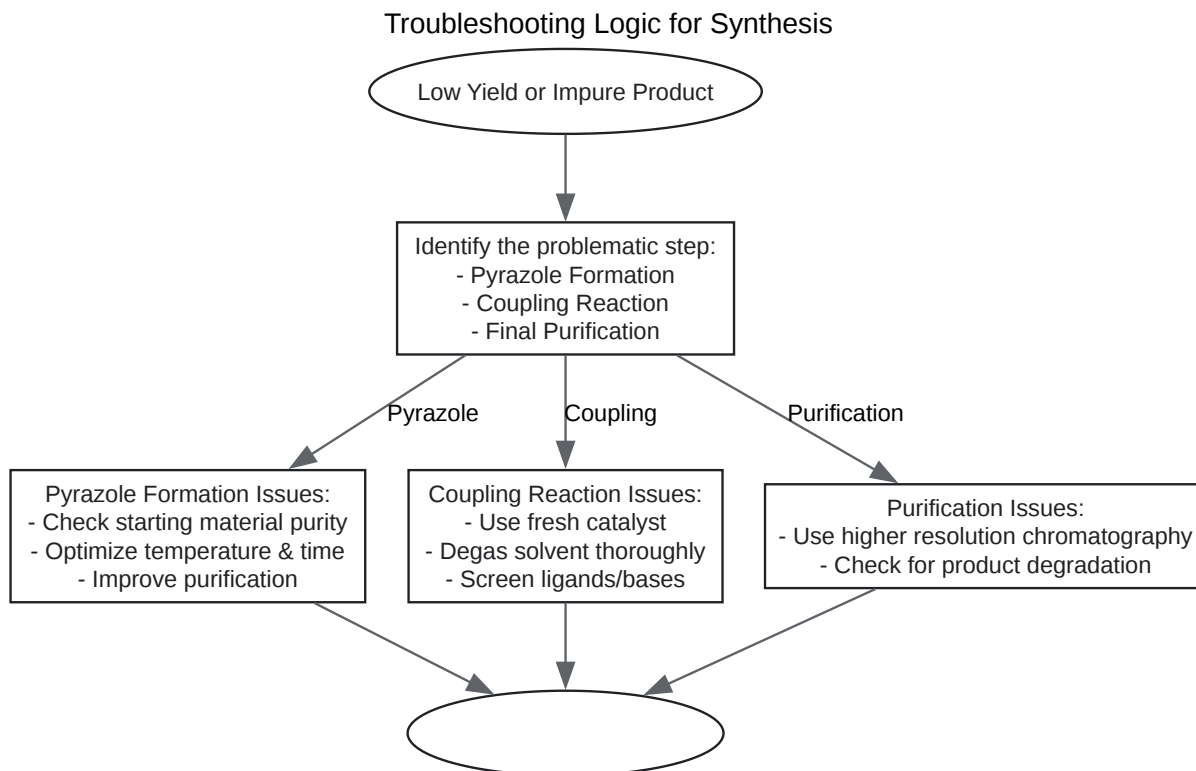 Troubleshooting Logic for Synthesis
Low Yield or Impure Product
Identify the problematic step:
- Pyrazole Formation
- Coupling Reaction
- Final Purification
Pyrazole
Coupling
Purification
Pyrazole Formation Issues:
- Check starting material purity
- Optimize temperature & time
- Improve purification
Coupling Reaction Issues:
- Use fresh catalyst
- Degas solvent thoroughly
- Screen ligands/bases
Purification Issues:
- Use higher resolution chromatography
- Check for product degradation